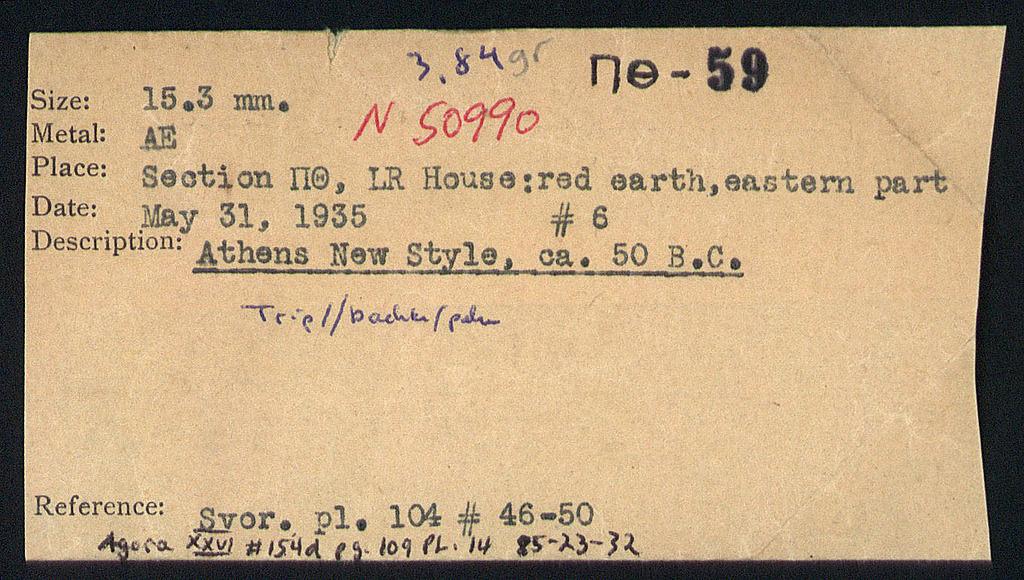 3.84gr ΠΘ-59
Size: 15.3 mm.
N 50990
Metal: AE
Place: Section ΠΘ, LR House:red earth,eastern part
Date: May 31, 1935 # 6
Description: Athens New Style, ca. 50 B.C.
Trip//
Reference: Svor. pl. 104 # 46-50
Agora XXVI #154d pg. 109 PL. 14 85-23-32